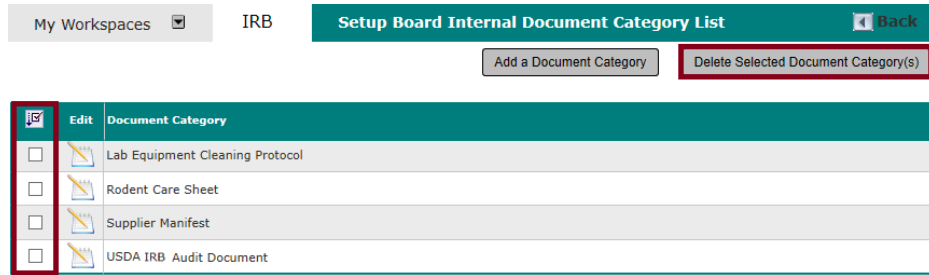 My Workspaces IRB Setup Board Internal Document Category List Back
Add a Document Category Delete Selected Document Category(s)
Edit Document Category
Lab Equipment Cleaning Protocol
Rodent Care Sheet
Supplier Manifest
USDA IRB Audit Document